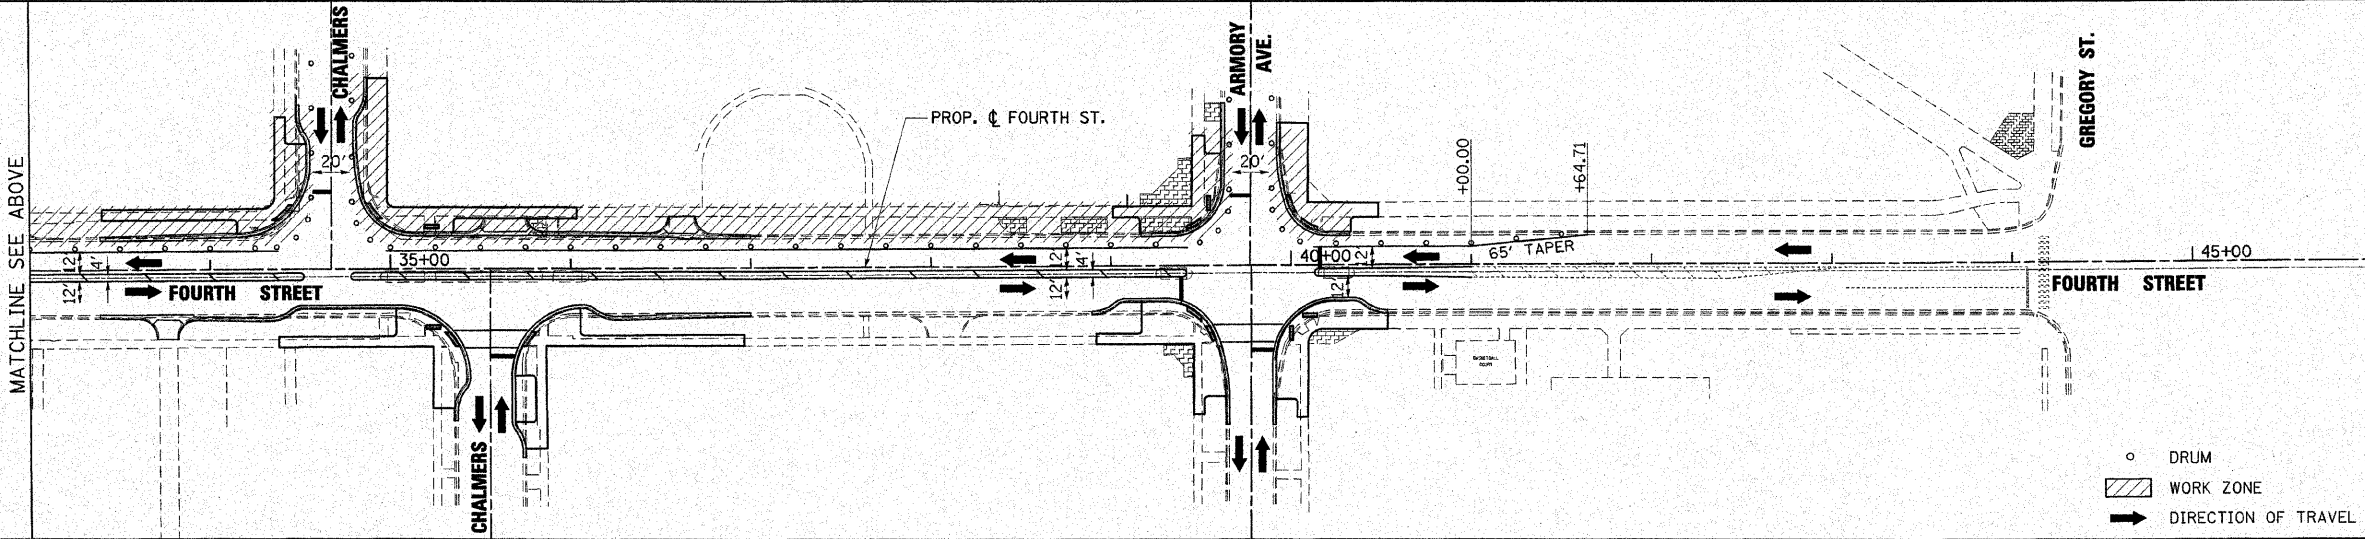 MATCHLINE SEE ABOVE
CHALMERS
ARMORY
AVE.
GREGORY ST.
PROP. ℄ FOURTH ST.
20'
20'
+00.00
+64.71
65' TAPER
35+00
40+00
45+00
12'
4'
12'
12'
4'
12'
12'
12'
FOURTH STREET
FOURTH STREET
BASKETBALL
COURT
CHALMERS
DRUM
WORK ZONE
DIRECTION OF TRAVEL